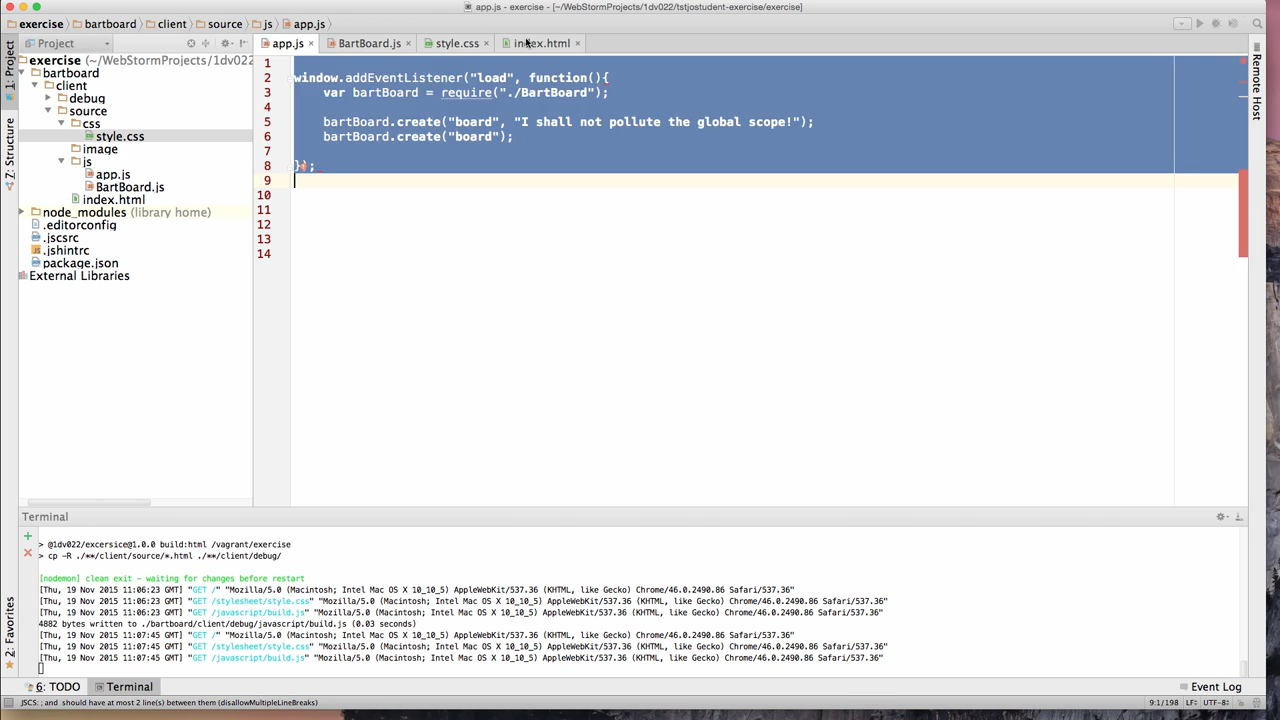 app.js - exercise - [~/WebStormProjects/1dv022/tstjostudent-exercise/exercise]
exercise bartboard client source js app.js
Project
app.js BartBoard.js style.css index.html
1: Project
2: Structure
2: Favorites
exercise (~/WebStormProjects/1dv022
bartboard
client
debug
source
css
style.css
image
js
app.js
BartBoard.js
index.html
node_modules (library home)
.editorconfig
.jscsrc
.jshintrc
package.json
External Libraries
1
2 window.addEventListener("load", function(){
3 var bartBoard = require("./BartBoard");
4
5 bartBoard.create("board", "I shall not pollute the global scope!");
6 bartBoard.create("board");
7
8 });
9
10
11
12
13
14
Remote Host
Terminal
> @1dv022/excersice@1.0.0 build:html /vagrant/exercise
> cp -R ./**/client/source/*.html ./**/client/debug/
[nodemon] clean exit - waiting for changes before restart
[Thu, 19 Nov 2015 11:06:23 GMT] "GET /" "Mozilla/5.0 (Macintosh; Intel Mac OS X 10_10_5) AppleWebKit/537.36 (KHTML, like Gecko) Chrome/46.0.2490.86 Safari/537.36"
[Thu, 19 Nov 2015 11:06:23 GMT] "GET /stylesheet/style.css" "Mozilla/5.0 (Macintosh; Intel Mac OS X 10_10_5) AppleWebKit/537.36 (KHTML, like Gecko) Chrome/46.0.2490.86 Safari/537.36"
[Thu, 19 Nov 2015 11:06:23 GMT] "GET /javascript/build.js" "Mozilla/5.0 (Macintosh; Intel Mac OS X 10_10_5) AppleWebKit/537.36 (KHTML, like Gecko) Chrome/46.0.2490.86 Safari/537.36"
4882 bytes written to ./bartboard/client/debug/javascript/build.js (0.03 seconds)
[Thu, 19 Nov 2015 11:07:45 GMT] "GET /" "Mozilla/5.0 (Macintosh; Intel Mac OS X 10_10_5) AppleWebKit/537.36 (KHTML, like Gecko) Chrome/46.0.2490.86 Safari/537.36"
[Thu, 19 Nov 2015 11:07:45 GMT] "GET /stylesheet/style.css" "Mozilla/5.0 (Macintosh; Intel Mac OS X 10_10_5) AppleWebKit/537.36 (KHTML, like Gecko) Chrome/46.0.2490.86 Safari/537.36"
[Thu, 19 Nov 2015 11:07:45 GMT] "GET /javascript/build.js" "Mozilla/5.0 (Macintosh; Intel Mac OS X 10_10_5) AppleWebKit/537.36 (KHTML, like Gecko) Chrome/46.0.2490.86 Safari/537.36"
6: TODO Terminal Event Log
JSCS: ; and should have at most 2 line(s) between them (disallowMultipleLineBreaks) 9:1/198 LF÷ UTF-8÷